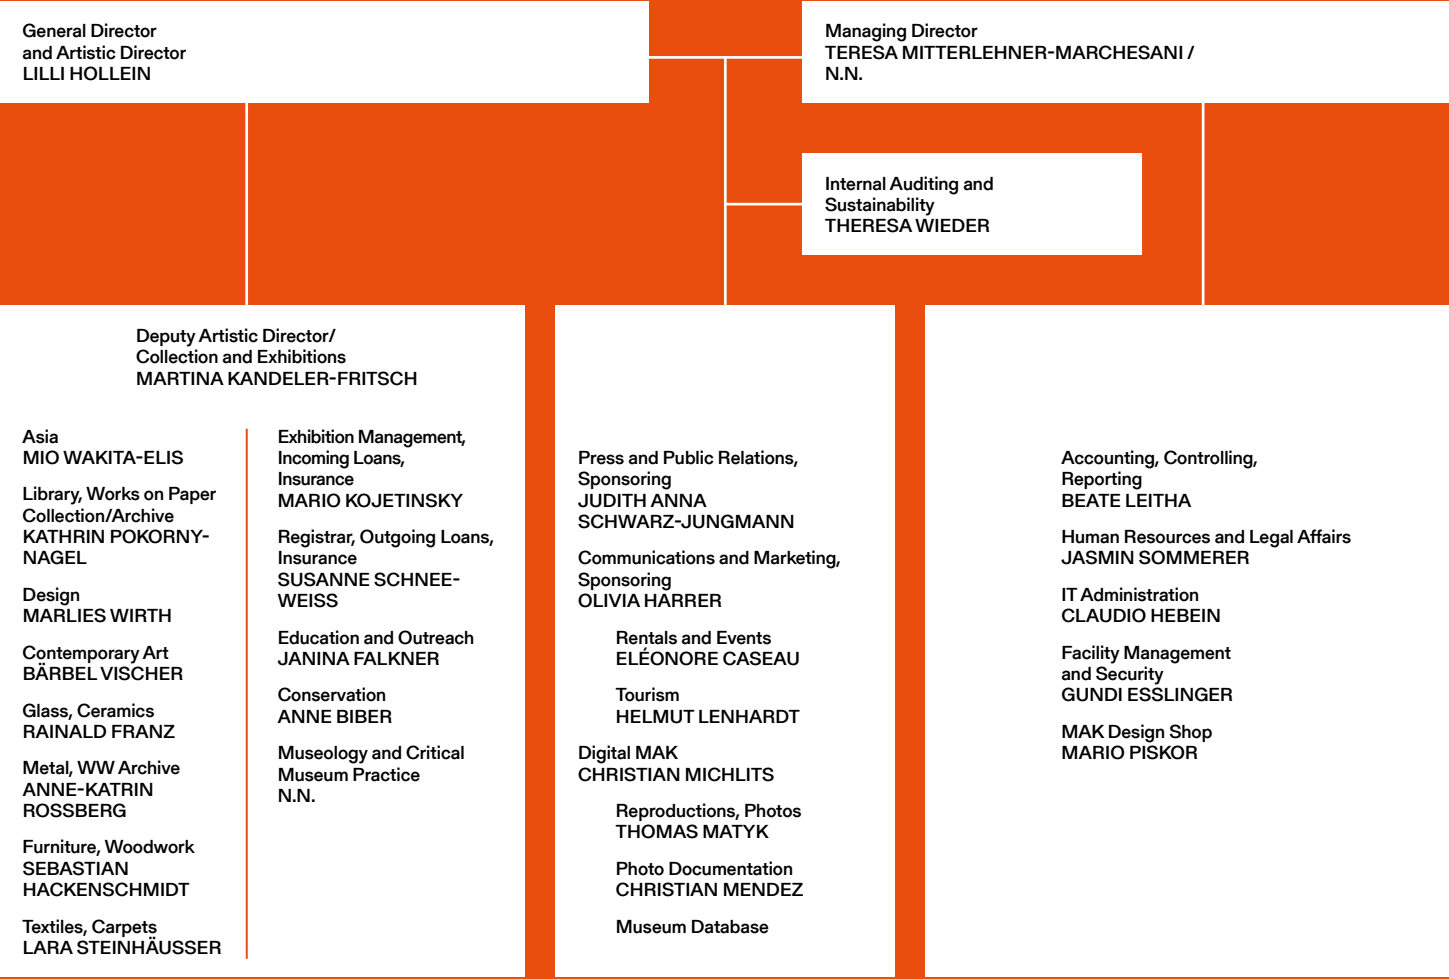 General Director
and Artistic Director
LILLI HOLLEIN
Managing Director
TERESA MITTERLEHNER-MARCHESANI /
N.N.
Internal Auditing and
Sustainability
THERESA WIEDER
Deputy Artistic Director/
Collection and Exhibitions
MARTINA KANDELER-FRITSCH
Asia
MIO WAKITA-ELIS
Library, Works on Paper
Collection/Archive
KATHRIN POKORNY-
NAGEL
Design
MARLIES WIRTH
Contemporary Art
BÄRBEL VISCHER
Glass, Ceramics
RAINALD FRANZ
Metal, WW Archive
ANNE-KATRIN
ROSSBERG
Furniture, Woodwork
SEBASTIAN
HACKENSCHMIDT
Textiles, Carpets
LARA STEINHÄUSSER
Exhibition Management,
Incoming Loans,
Insurance
MARIO KOJETINSKY
Registrar, Outgoing Loans,
Insurance
SUSANNE SCHNEE-
WEISS
Education and Outreach
JANINA FALKNER
Conservation
ANNE BIBER
Museology and Critical
Museum Practice
N.N.
Press and Public Relations,
Sponsoring
JUDITH ANNA
SCHWARZ-JUNGMANN
Communications and Marketing,
Sponsoring
OLIVIA HARRER
Rentals and Events
ELÉONORE CASEAU
Tourism
HELMUT LENHARDT
Digital MAK
CHRISTIAN MICHLITS
Reproductions, Photos
THOMAS MATYK
Photo Documentation
CHRISTIAN MENDEZ
Museum Database
Accounting, Controlling,
Reporting
BEATE LEITHA
Human Resources and Legal Affairs
JASMIN SOMMERER
IT Administration
CLAUDIO HEBEIN
Facility Management
and Security
GUNDI ESSLINGER
MAK Design Shop
MARIO PISKOR